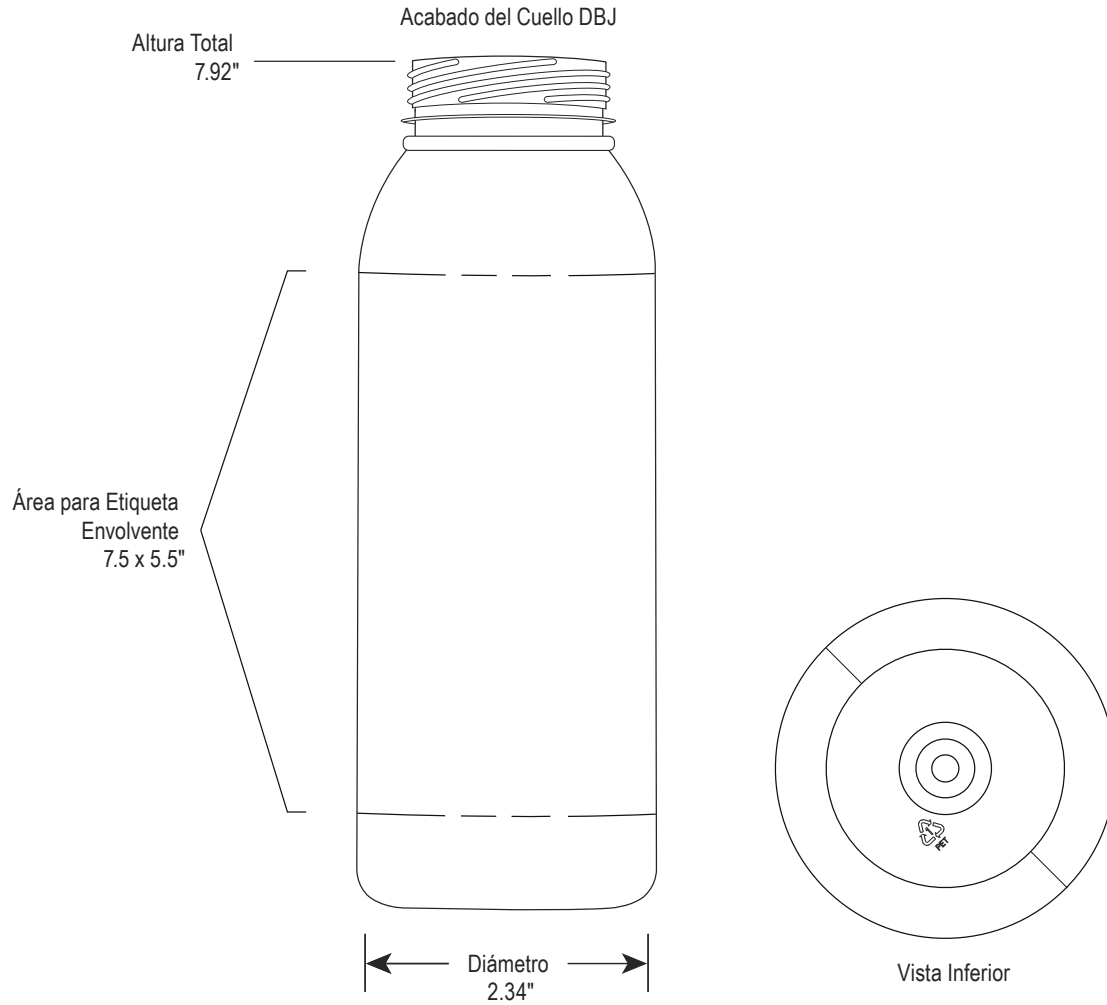 Acabado del Cuello DBJ
Altura Total
7.92"
Área para Etiqueta
Envolvente
7.5 x 5.5"
1
PET
Diámetro
2.34"
Vista Inferior